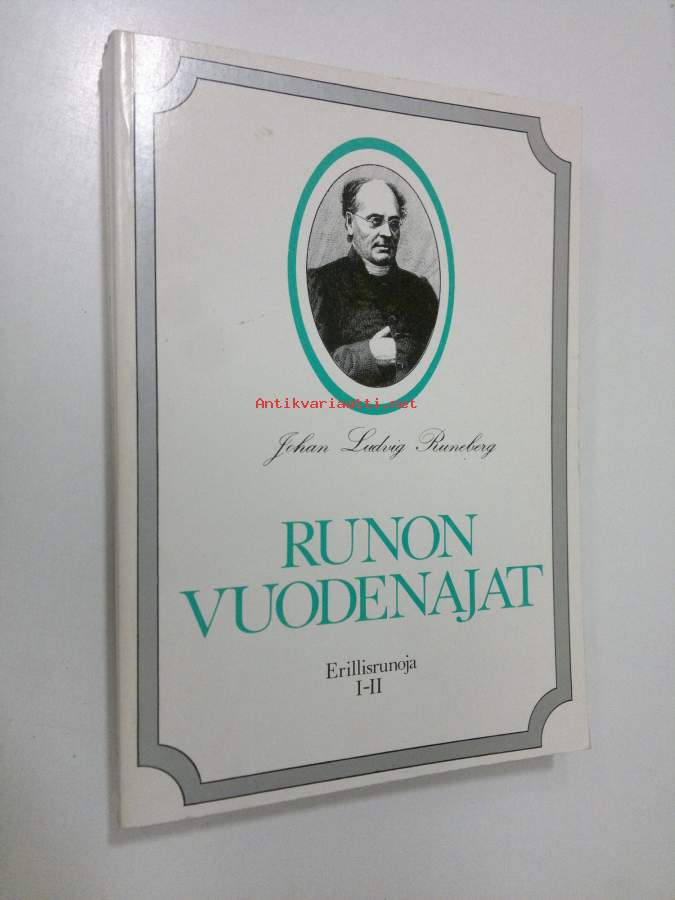 Antikvariaatti.net
Johan Ludvig Runeberg
RUNON
VUODENAJAT
Erillisrunoja
I-II